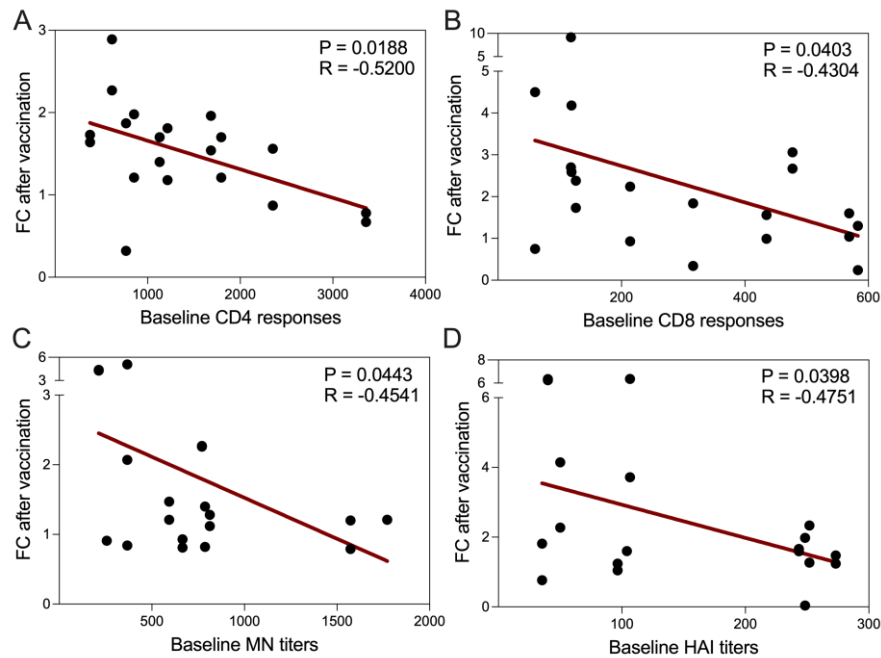 A
P = 0.0188
R = -0.5200
FC after vaccination
3
2
1
0
1000 2000 3000 4000
Baseline CD4 responses
B
P = 0.0403
R = -0.4304
FC after vaccination
10
5
5
4
3
2
1
0
200 400 600
Baseline CD8 responses
C
P = 0.0443
R = -0.4541
FC after vaccination
6
3
3
2
1
0
500 1000 1500 2000
Baseline MN titers
D
P = 0.0398
R = -0.4751
FC after vaccination
8
6
6
4
2
0
100 200 300
Baseline HAI titers